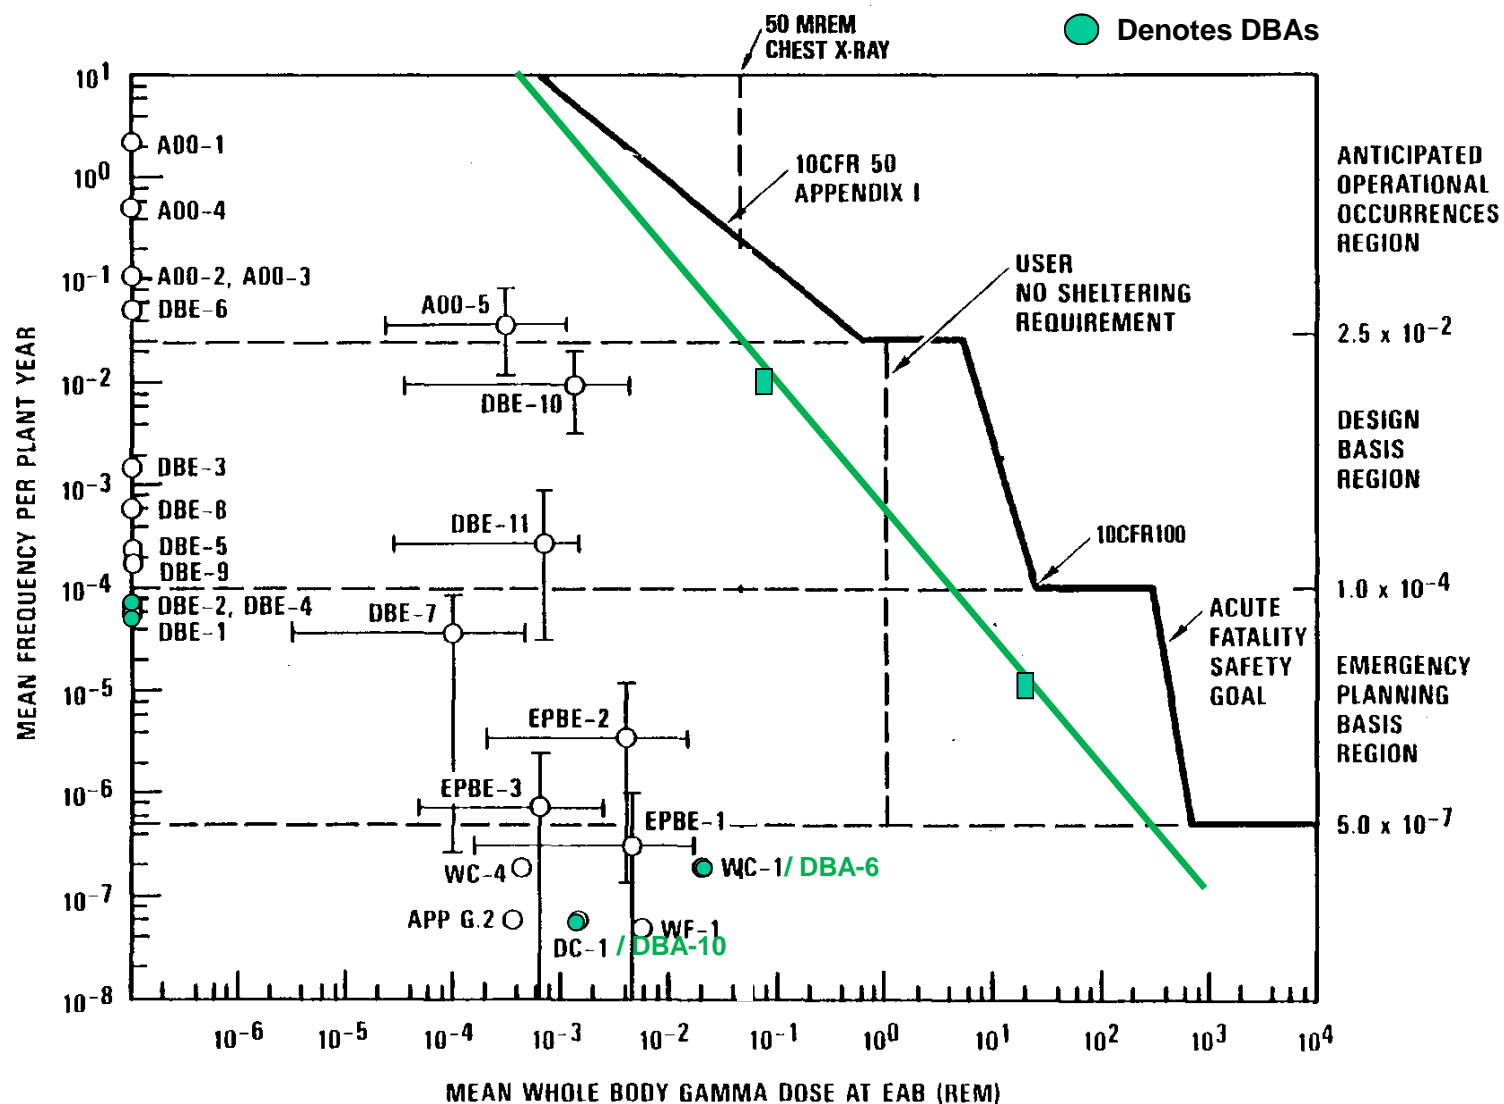 50 MREM
CHEST X-RAY
Denotes DBAs
10¹
10⁰
10⁻¹
10⁻²
10⁻³
10⁻⁴
10⁻⁵
10⁻⁶
10⁻⁷
10⁻⁸
MEAN FREQUENCY PER PLANT YEAR
A00-1
A00-4
A00-2, A00-3
DBE-6
A00-5
DBE-10
DBE-3
DBE-8
DBE-5
DBE-9
DBE-11
DBE-2, DBE-4
DBE-1
DBE-7
EPBE-2
EPBE-3
EPBE-1
WC-4
WC-1/ DBA-6
APP G.2
WF-1
DC-1 / DBA-10
10CFR 50
APPENDIX I
USER
NO SHELTERING
REQUIREMENT
10CFR100
ACUTE
FATALITY
SAFETY
GOAL
ANTICIPATED
OPERATIONAL
OCCURRENCES
REGION
2.5 x 10⁻²
DESIGN
BASIS
REGION
1.0 x 10⁻⁴
EMERGENCY
PLANNING
BASIS
REGION
5.0 x 10⁻⁷
10⁻⁶ 10⁻⁵ 10⁻⁴ 10⁻³ 10⁻² 10⁻¹ 10⁰ 10¹ 10² 10³ 10⁴
MEAN WHOLE BODY GAMMA DOSE AT EAB (REM)